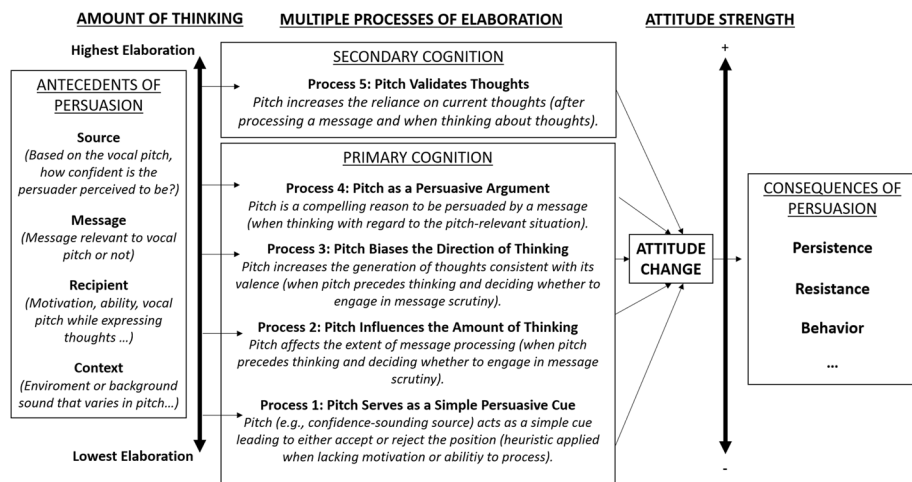 AMOUNT OF THINKING
MULTIPLE PROCESSES OF ELABORATION
ATTITUDE STRENGTH
Highest Elaboration
ANTECEDENTS OF
PERSUASION
Source
(Based on the vocal pitch,
how confident is the
persuader perceived to be?)
Message
(Message relevant to vocal
pitch or not)
Recipient
(Motivation, ability, vocal
pitch while expressing
thoughts ...)
Context
(Enviroment or background
sound that varies in pitch...)
Lowest Elaboration
SECONDARY COGNITION
Process 5: Pitch Validates Thoughts
Pitch increases the reliance on current thoughts (after
processing a message and when thinking about thoughts).
PRIMARY COGNITION
Process 4: Pitch as a Persuasive Argument
Pitch is a compelling reason to be persuaded by a message
(when thinking with regard to the pitch-relevant situation).
Process 3: Pitch Biases the Direction of Thinking
Pitch increases the generation of thoughts consistent with its
valence (when pitch precedes thinking and deciding whether to
engage in message scrutiny).
Process 2: Pitch Influences the Amount of Thinking
Pitch affects the extent of message processing (when pitch
precedes thinking and deciding whether to engage in message
scrutiny).
Process 1: Pitch Serves as a Simple Persuasive Cue
Pitch (e.g., confidence-sounding source) acts as a simple cue
leading to either accept or reject the position (heuristic applied
when lacking motivation or abilitiy to process).
ATTITUDE
CHANGE
+
-
CONSEQUENCES OF
PERSUASION
Persistence
Resistance
Behavior
...